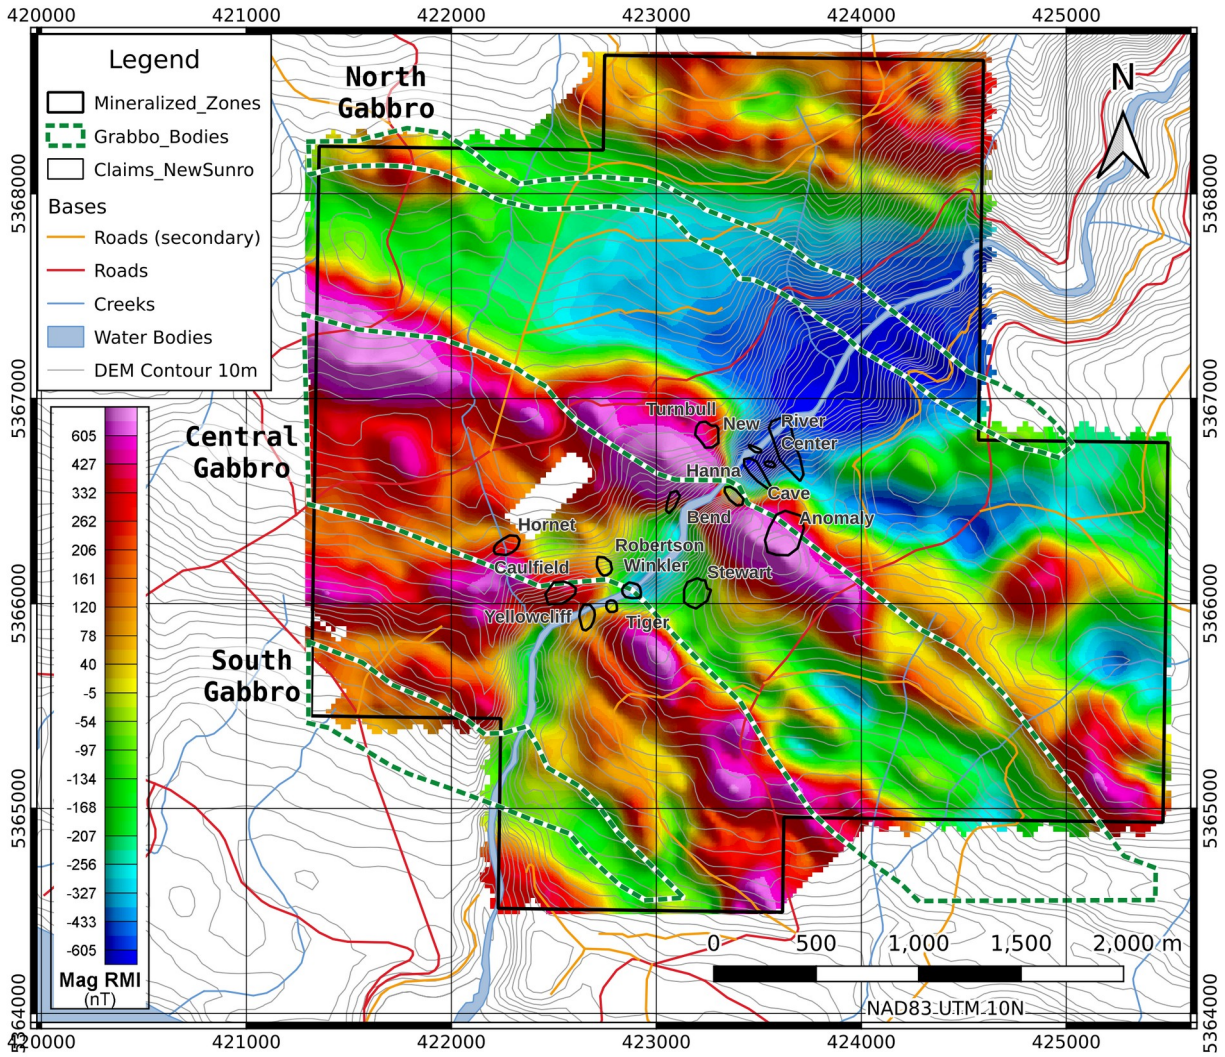 420000 421000 422000 423000 424000 425000
Legend
Mineralized_Zones
Grabbo_Bodies
Claims_NewSunro
Bases
Roads (secondary)
Roads
Creeks
Water Bodies
DEM Contour 10m
North
Gabbro
N
5368000
5368000
5367000
5367000
Central
Gabbro
Turnbull
New
River
Center
Hanna
Cave
Bend
Anomaly
Hornet
Robertson
Caulfield
Winkler
Stewart
Yellowcliff
Tiger
5366000
5366000
South
Gabbro
605
427
332
262
206
161
120
78
40
-5
-54
-97
-134
-168
-207
-256
-327
-433
-605
Mag RMI
(nT)
5365000
5365000
0 500 1,000 1,500 2,000 m
NAD83 UTM 10N
5364000
5364000
420000 421000 422000 423000 424000 425000